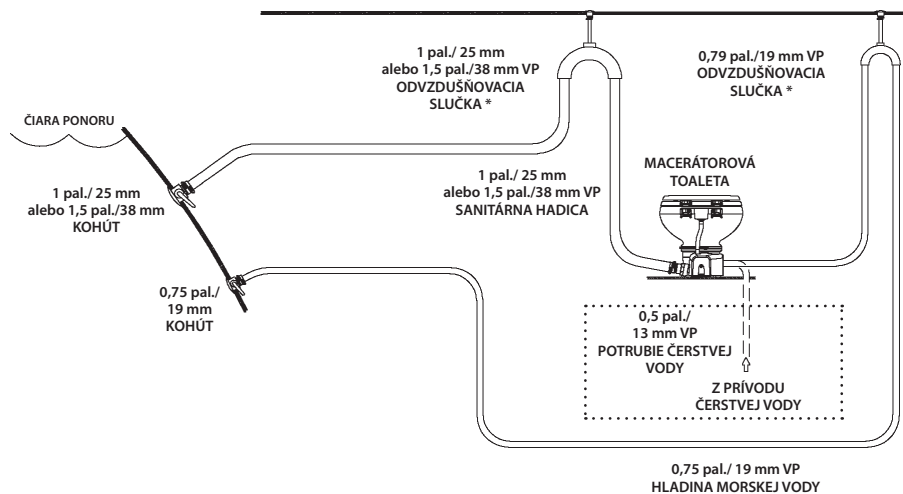 1 pal./ 25 mm
alebo 1,5 pal./38 mm VP
ODVZDUŠŇOVACIA
SLUČKA *
0,79 pal./19 mm VP
ODVZDUŠŇOVACIA
SLUČKA *
ČIARA PONORU
1 pal./ 25 mm
alebo 1,5 pal./38 mm
KOHÚT
1 pal./ 25 mm
alebo 1,5 pal./38 mm VP
SANITÁRNA HADICA
MACERÁTOROVÁ
TOALETA
0,75 pal./
19 mm
KOHÚT
0,5 pal./
13 mm VP
POTRUBIE ČERSTVEJ
VODY
Z PRÍVODU
ČERSTVEJ VODY
0,75 pal./ 19 mm VP
HLADINA MORSKEJ VODY